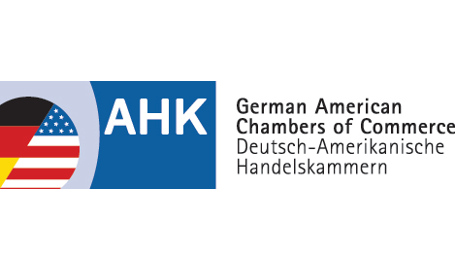 AHK
German American
Chambers of Commerce
Deutsch-Amerikanische
Handelskammern